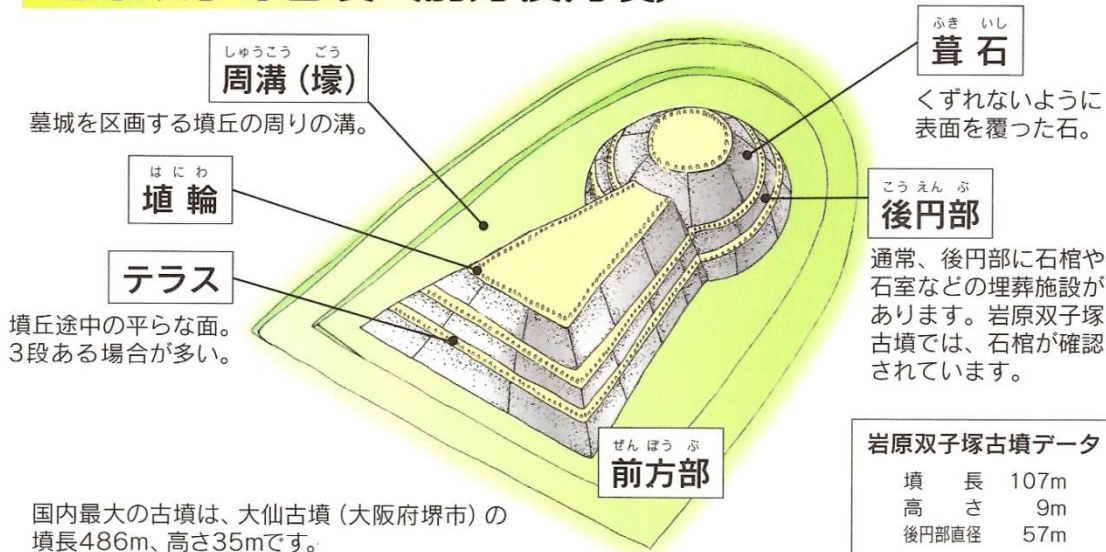 しゅうこう ごう
周溝（壕）
墓城を区画する墳丘の周りの溝。
はにわ
埴輪
テラス
墳丘途中の平らな面。
3段ある場合が多い。
ふき いし
葺石
くずれないように
表面を覆った石。
こう えん ぶ
後円部
通常、後円部に石棺や
石室などの埋葬施設が
あります。岩原双子塚
古墳では、石棺が確認
されています。
ぜん ぽう ぶ
前方部
国内最大の古墳は、大仙古墳（大阪府堺市）の
墳長486m、高さ35mです。
岩原双子塚古墳データ
墳長 107m
高さ 9m
後円部直径 57m